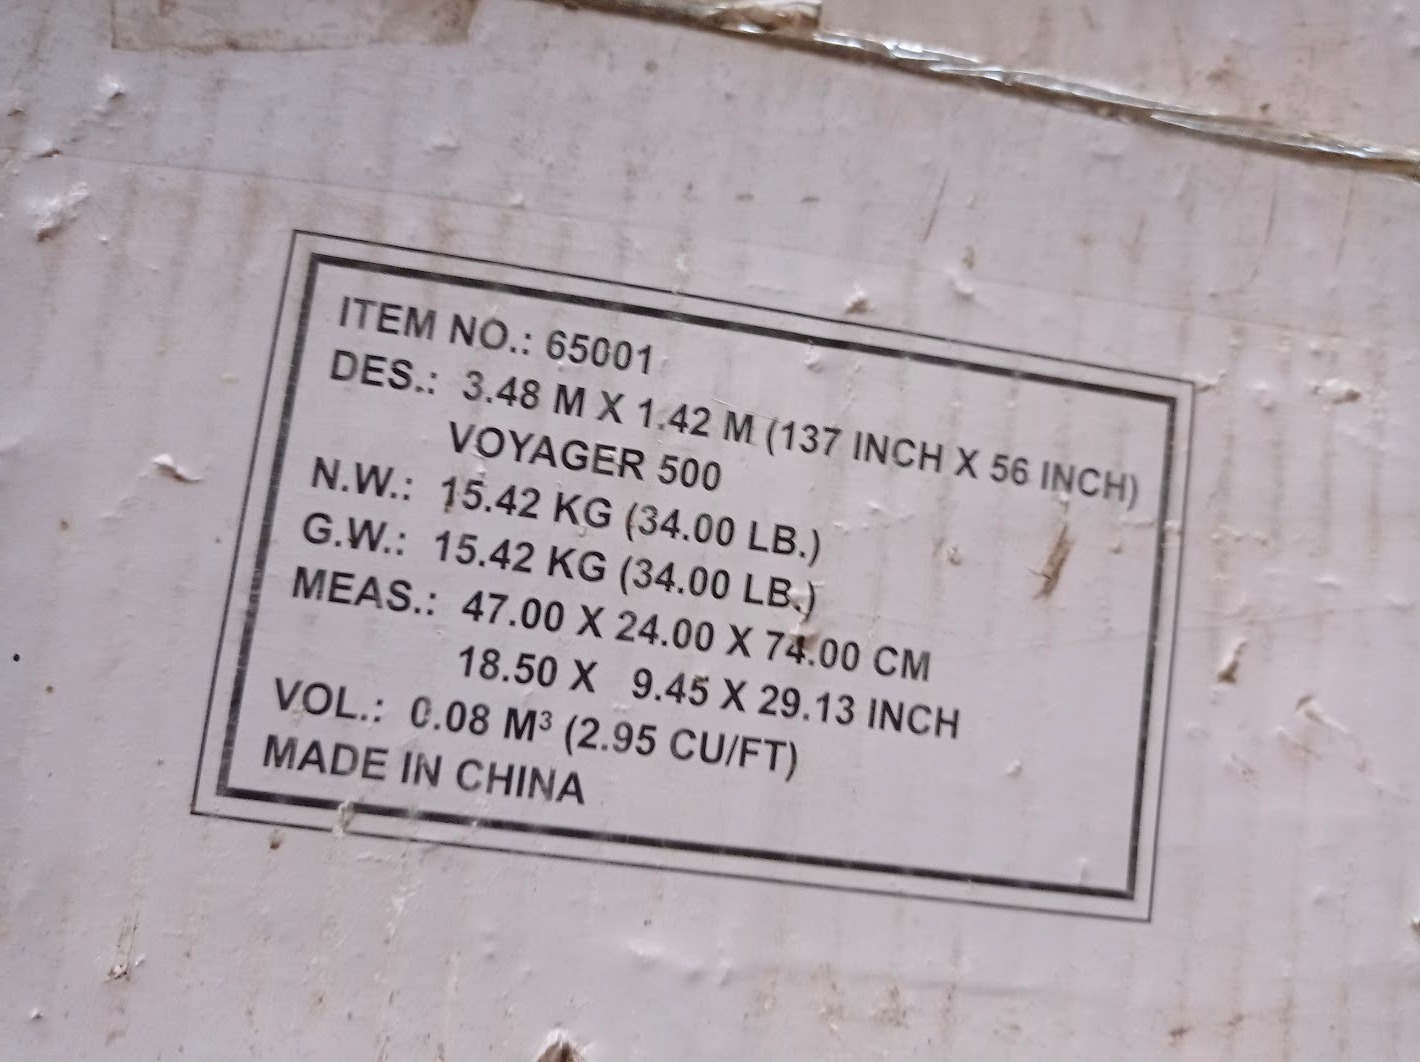 ITEM NO.: 65001
DES.: 3.48 M X 1.42 M (137 INCH X 56 INCH)
VOYAGER 500
N.W.: 15.42 KG (34.00 LB.)
G.W.: 15.42 KG (34.00 LB.)
MEAS.: 47.00 X 24.00 X 74.00 CM
18.50 X 9.45 X 29.13 INCH
VOL.: 0.08 M³ (2.95 CU/FT)
MADE IN CHINA